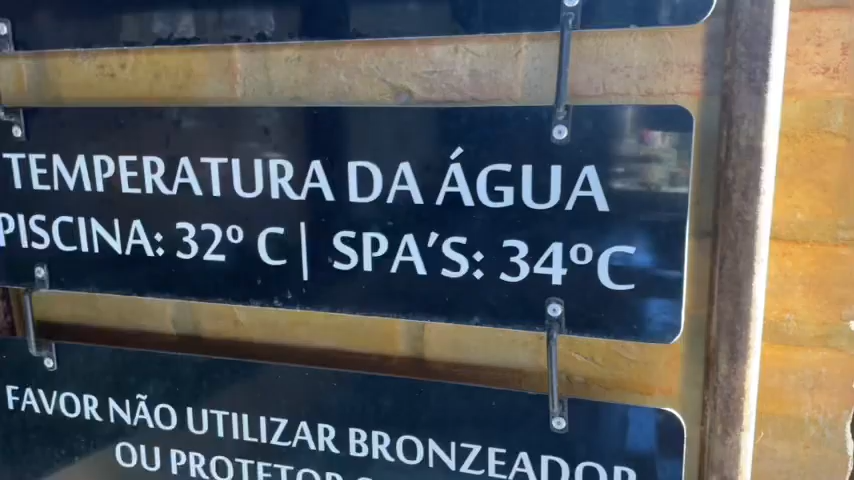 TEMPERATURA DA ÁGUA
PISCINA: 32º C | SPA'S: 34ºC
FAVOR NÃO UTILIZAR BRONZEADOR
OU PROTETOR